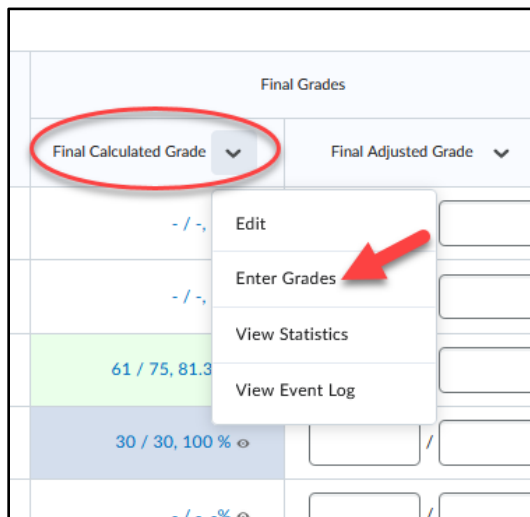 Final Grades
Final Calculated Grade
Final Adjusted Grade
- / -,
Edit
Enter Grades
- / -,
View Statistics
61 / 75, 81.3
View Event Log
30 / 30, 100 %
/
- / -, -%
/